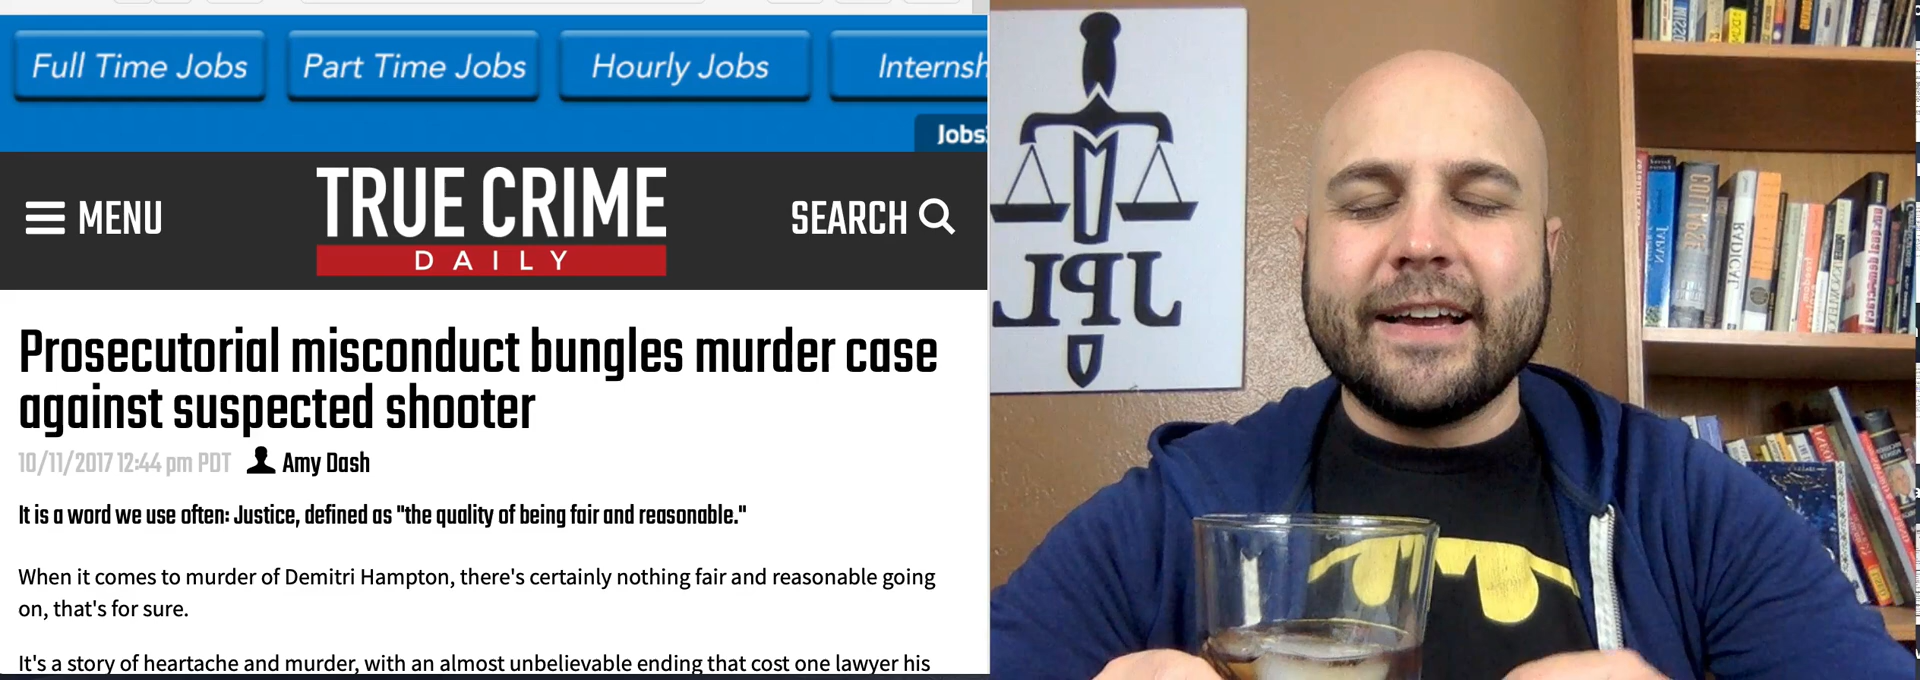 Full Time Jobs
Part Time Jobs
Hourly Jobs
Internsh
Jobs
MENU
TRUE CRIME
DAILY
SEARCH
Prosecutorial misconduct bungles murder case
against suspected shooter
10/11/2017 12:44 pm PDT Amy Dash
It is a word we use often: Justice, defined as "the quality of being fair and reasonable."
When it comes to murder of Demitri Hampton, there's certainly nothing fair and reasonable going
on, that's for sure.
It's a story of heartache and murder, with an almost unbelievable ending that cost one lawyer his
JPL
COLLAPSE
RADICAL
JAPAN